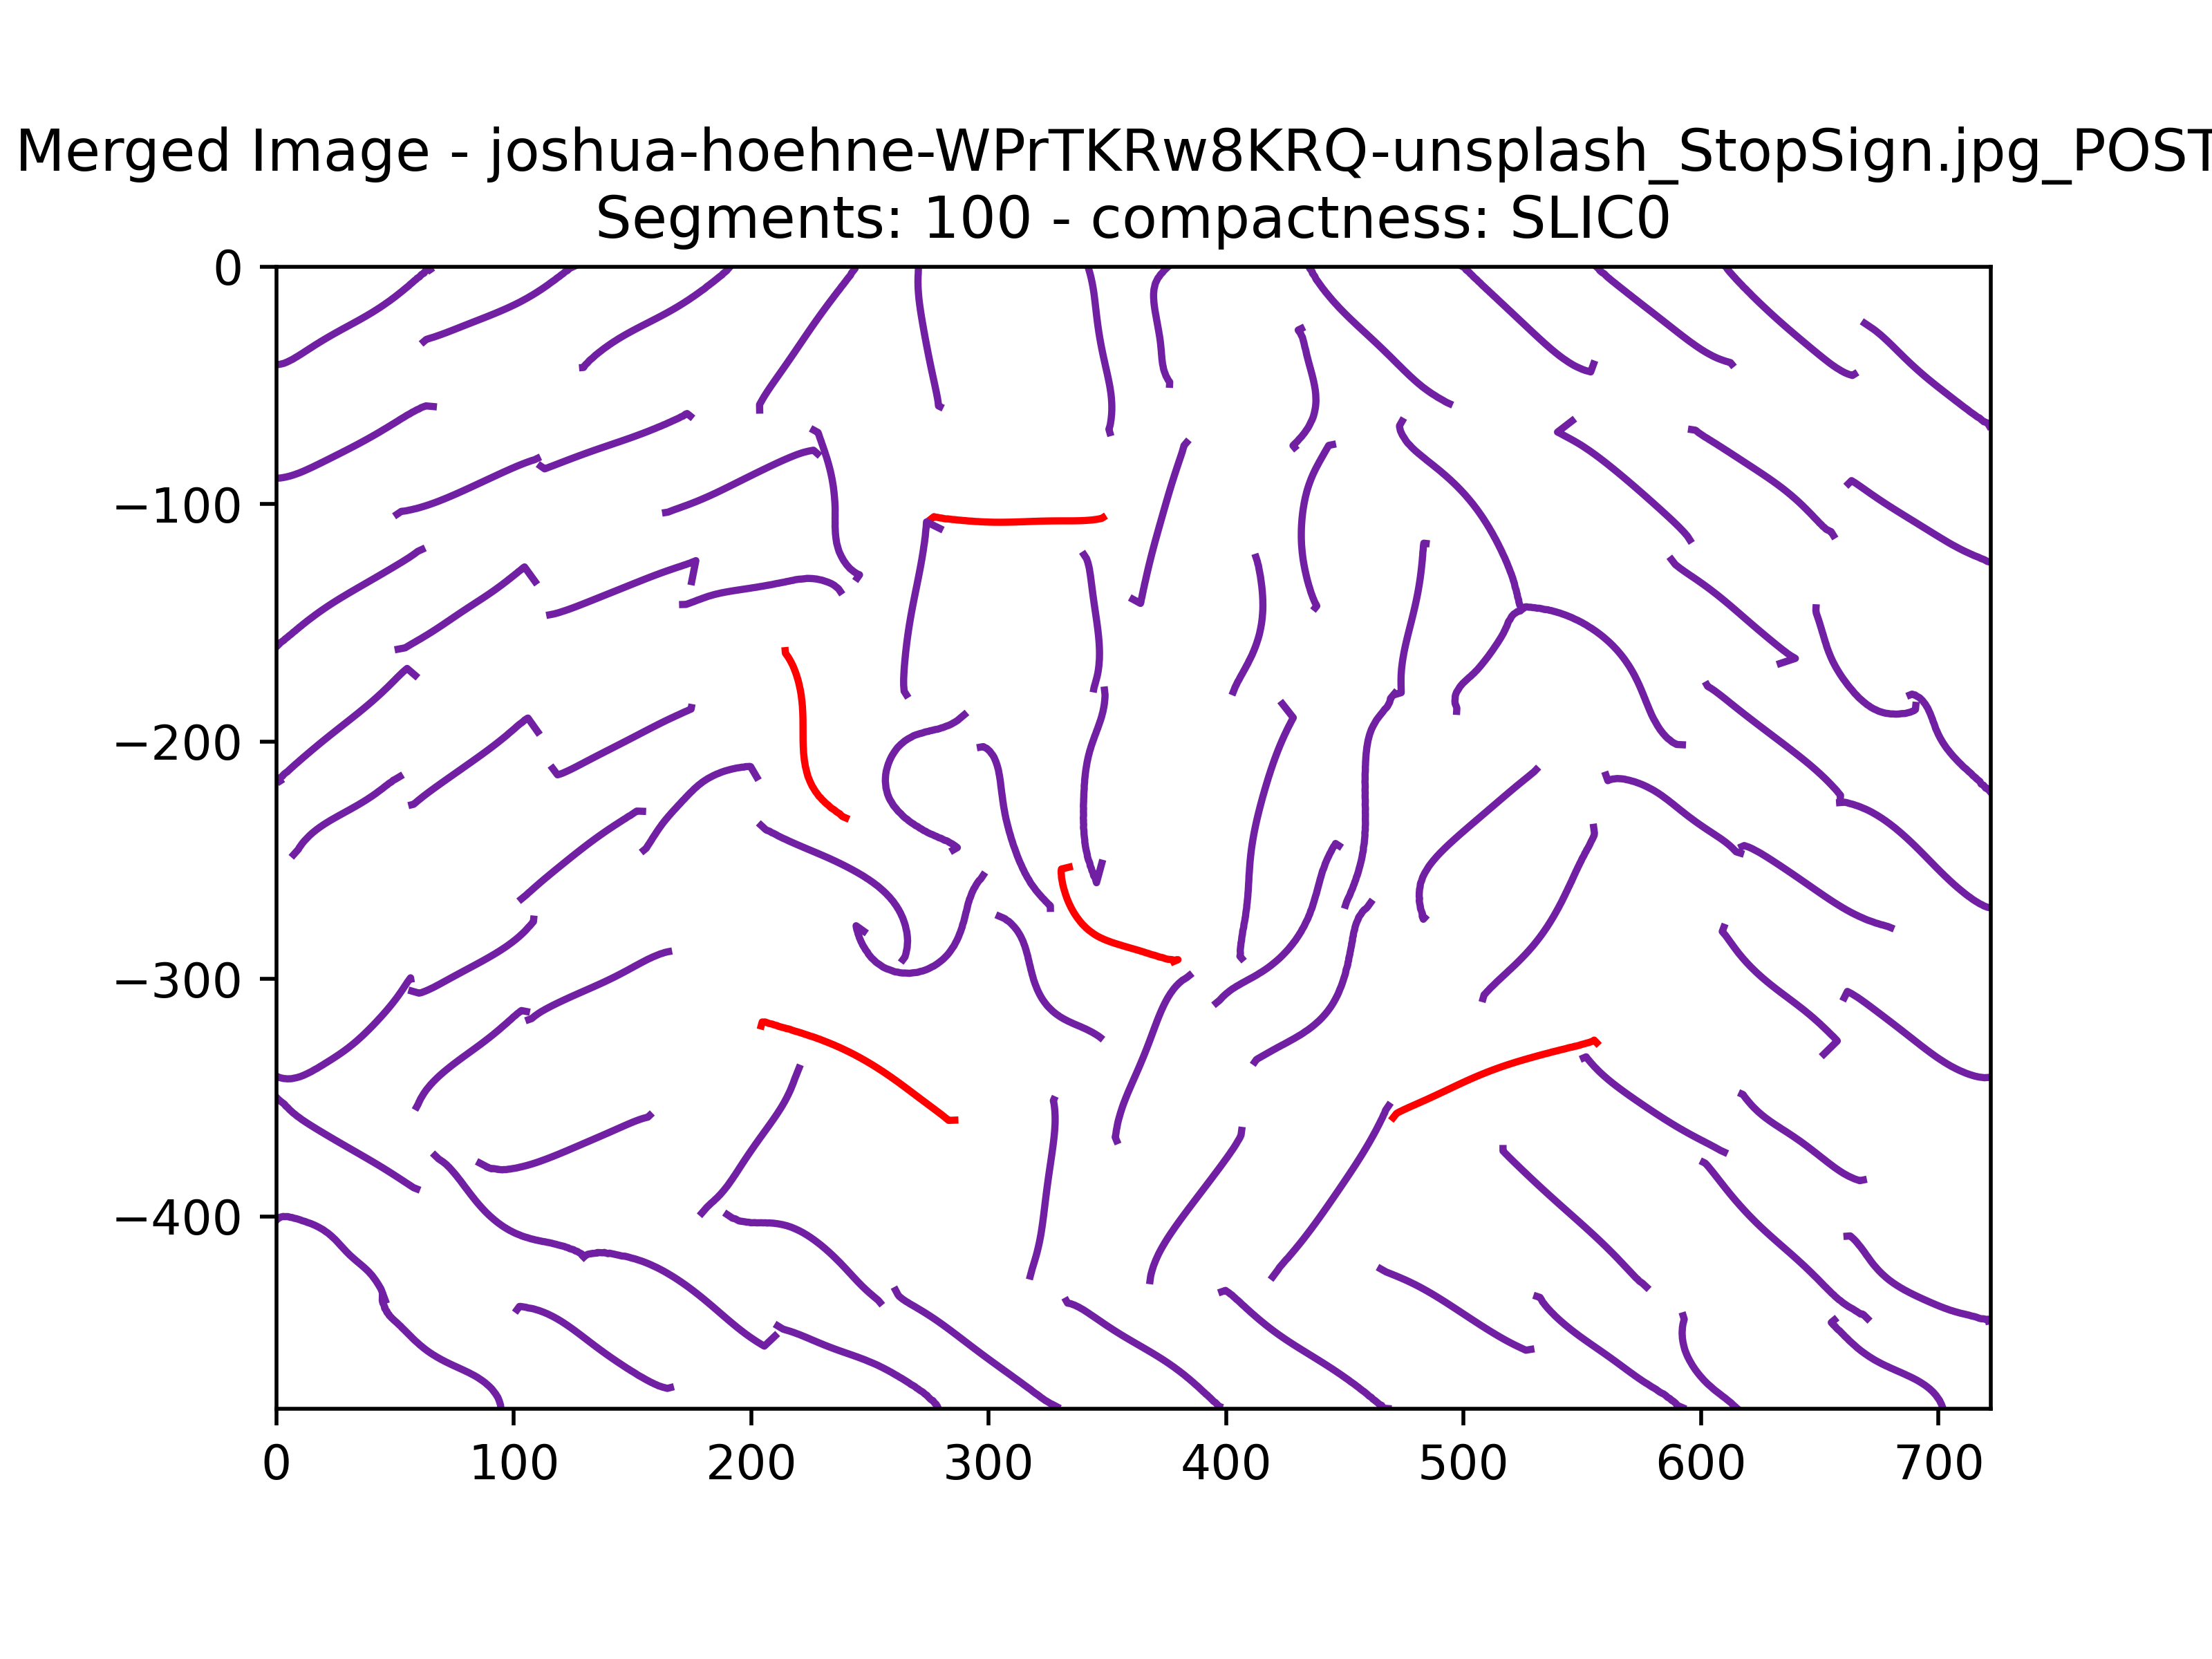 Merged Image - joshua-hoehne-WPrTKRw8KRQ-unsplash_StopSign.jpg_POST
Segments: 100 - compactness: SLIC0
0
−100
−200
−300
−400
0 100 200 300 400 500 600 700